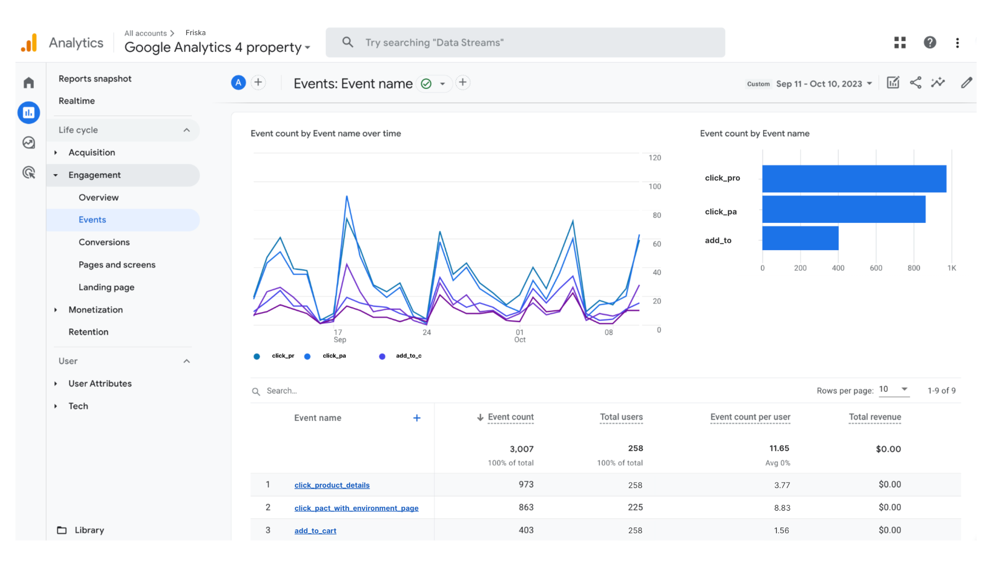 All accounts > Friska
Analytics
Google Analytics 4 property
Try searching "Data Streams"
?
Reports snapshot
Realtime
Life cycle
Acquisition
Engagement
Overview
Events
Conversions
Pages and screens
Landing page
Monetization
Retention
User
User Attributes
Tech
Library
A
Events: Event name
Custom Sep 11 - Oct 10, 2023
Event count by Event name over time
120
100
80
60
40
20
0
17 24 01 08
Sep Oct
click_pr click_pa add_to_c
Event count by Event name
click_pro
click_pa
add_to
0 200 400 600 800 1K
Search...
Rows per page: 10 1-9 of 9
Event name + Event count Total users Event count per user Total revenue
3,007 258 11.65 $0.00
100% of total 100% of total Avg 0%
1 click_product_details 973 258 3.77 $0.00
2 click_pact_with_environment_page 863 225 8.83 $0.00
3 add_to_cart 403 258 1.56 $0.00